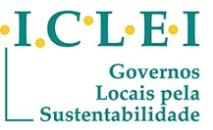 ·I·C·L·E·I
Governos
Locais pela
Sustentabilidade